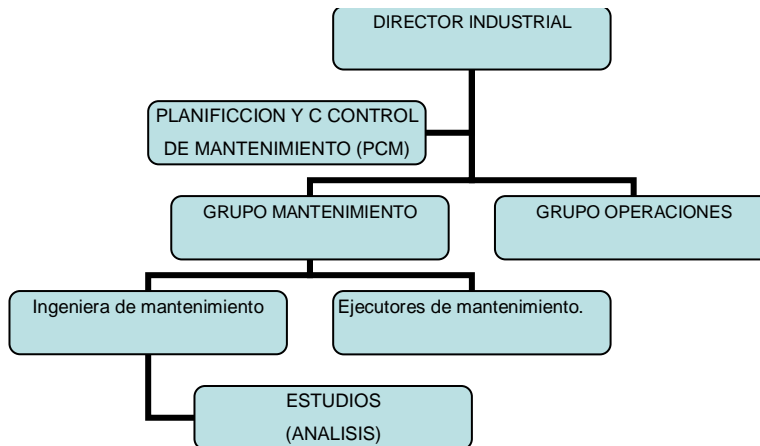 DIRECTOR INDUSTRIAL
PLANIFICCION Y C CONTROL
DE MANTENIMIENTO (PCM)
GRUPO MANTENIMIENTO
GRUPO OPERACIONES
Ingeniera de mantenimiento
Ejecutores de mantenimiento.
ESTUDIOS
(ANALISIS)